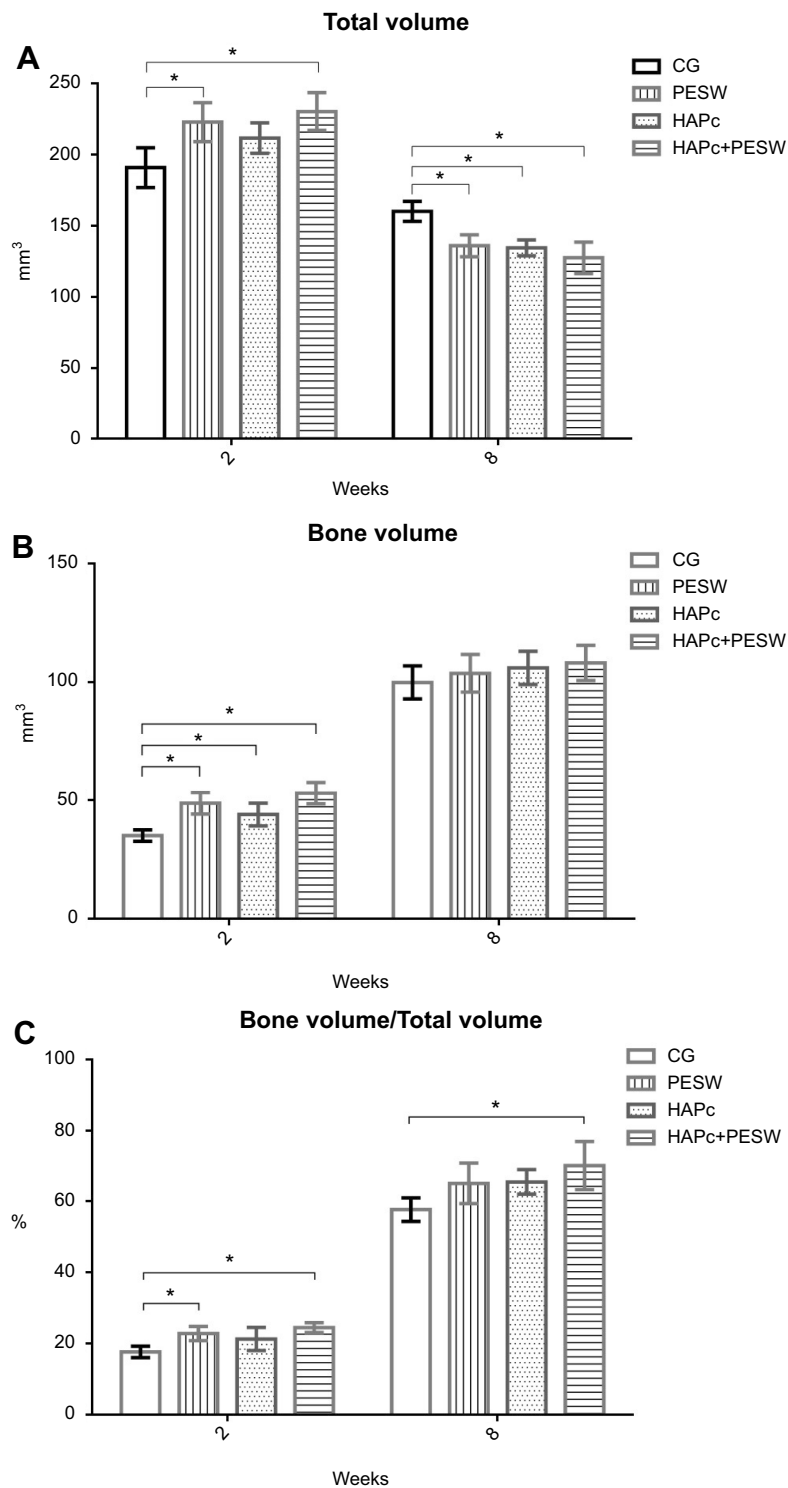 Total volume
A
* *
250
200
150
100
50
0
mm³
* * *
2 8
Weeks
CG
PESW
HAPc
HAPc+PESW
Bone volume
B
150
100
50
0
mm³
* * *
2 8
Weeks
CG
PESW
HAPc
HAPc+PESW
Bone volume/Total volume
C
100
80
60
40
20
0
%
* *
*
2 8
Weeks
CG
PESW
HAPc
HAPc+PESW